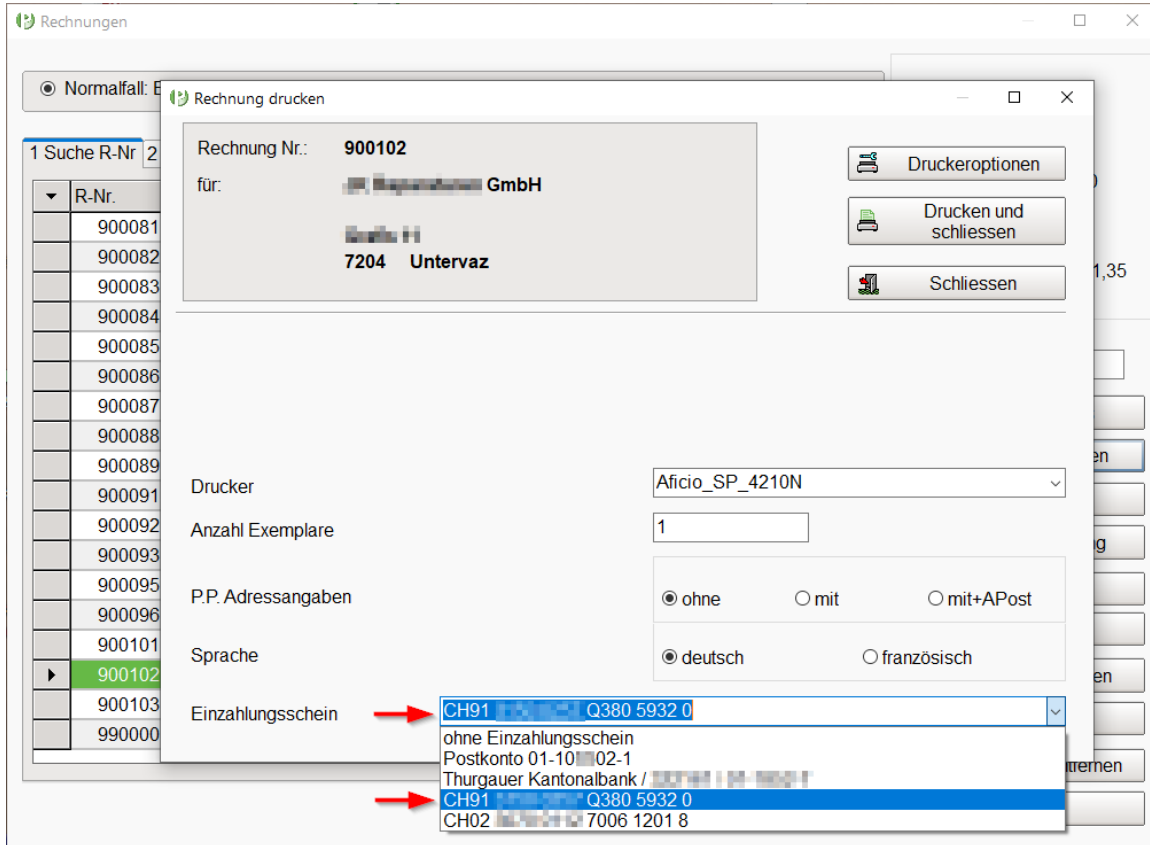 Rechnungen
Normalfall: E
Rechnung drucken
1 Suche R-Nr 2
R-Nr.
900081
900082
900083
900084
900085
900086
900087
900088
900089
900091
900092
900093
900095
900096
900101
900102
900103
990000
Rechnung Nr.: 900102
für: GmbH
7204 Untervaz
Druckeroptionen
Drucken und
schliessen
Schliessen
1,35
Drucker Aficio_SP_4210N
Anzahl Exemplare 1
P.P. Adressangaben ohne mit mit+APost
Sprache deutsch französisch
Einzahlungsschein CH91 Q380 5932 0
ohne Einzahlungsschein
Postkonto 01-10 02-1
Thurgauer Kantonalbank /
CH91 Q380 5932 0
CH02 7006 1201 8
en
ng
en
tfernen